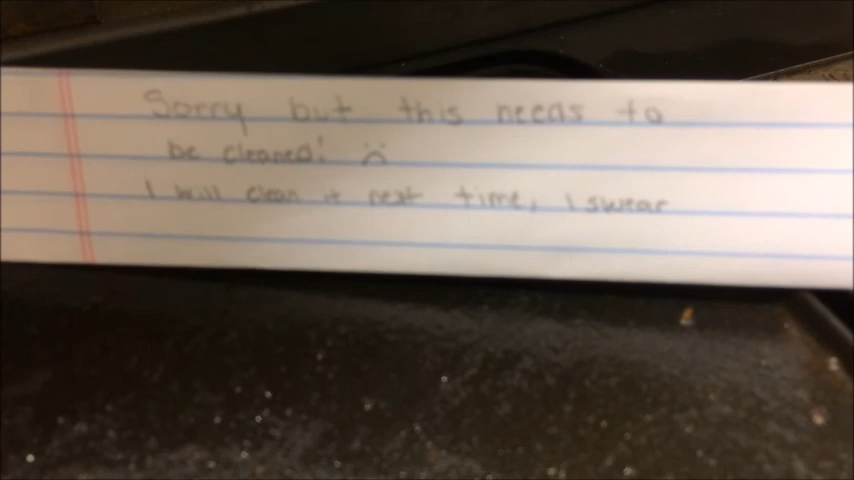 Sorry but this needs to
be cleaned! :(
I will clean it next time, I swear